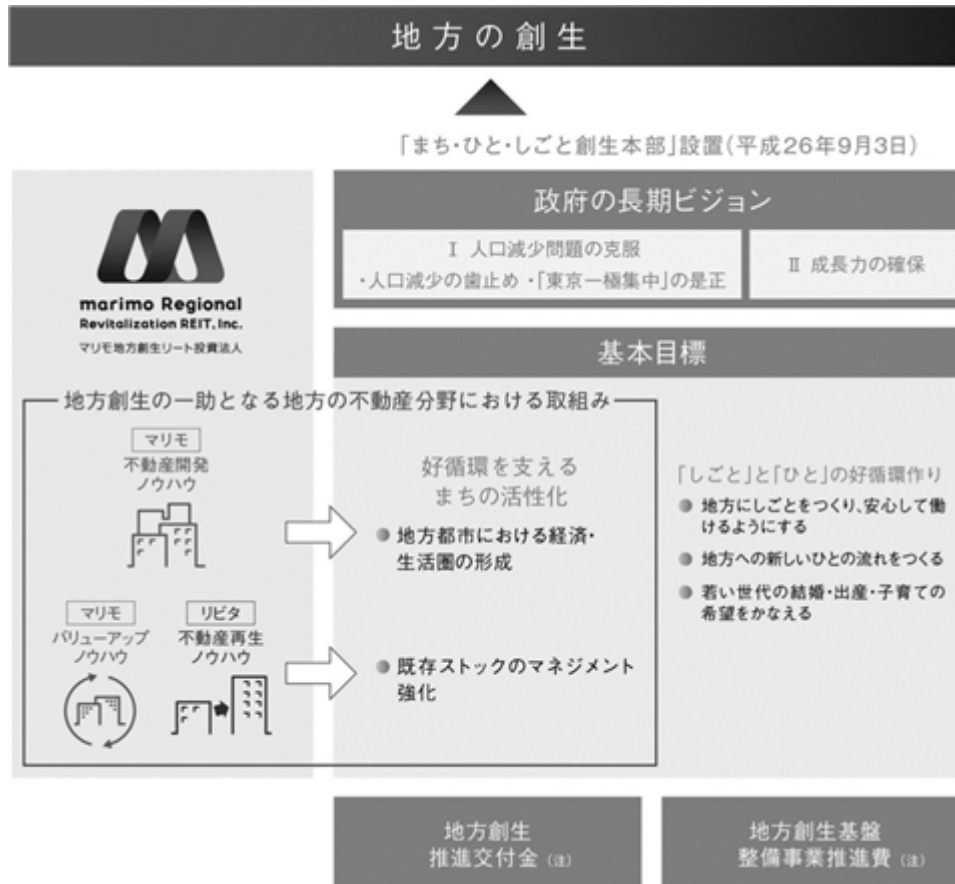 地方の創生
「まち・ひと・しごと創生本部」設置(平成26年9月3日)
marimo Regional
Revitalization REIT, Inc.
マリモ地方創生リート投資法人
政府の長期ビジョン
Ⅰ 人口減少問題の克服
・人口減少の歯止め ・「東京一極集中」の是正
Ⅱ 成長力の確保
基本目標
地方創生の一助となる地方の不動産分野における取組み
マリモ
不動産開発
ノウハウ
マリモ
バリューアップ
ノウハウ
リビタ
不動産再生
ノウハウ
好循環を支える
まちの活性化
地方都市における経済・
生活圏の形成
既存ストックのマネジメント
強化
「しごと」と「ひと」の好循環作り
地方にしごとをつくり、安心して働
けるようにする
地方への新しいひとの流れをつくる
若い世代の結婚・出産・子育ての
希望をかなえる
地方創生
推進交付金 (注)
地方創生基盤
整備事業推進費 (注)